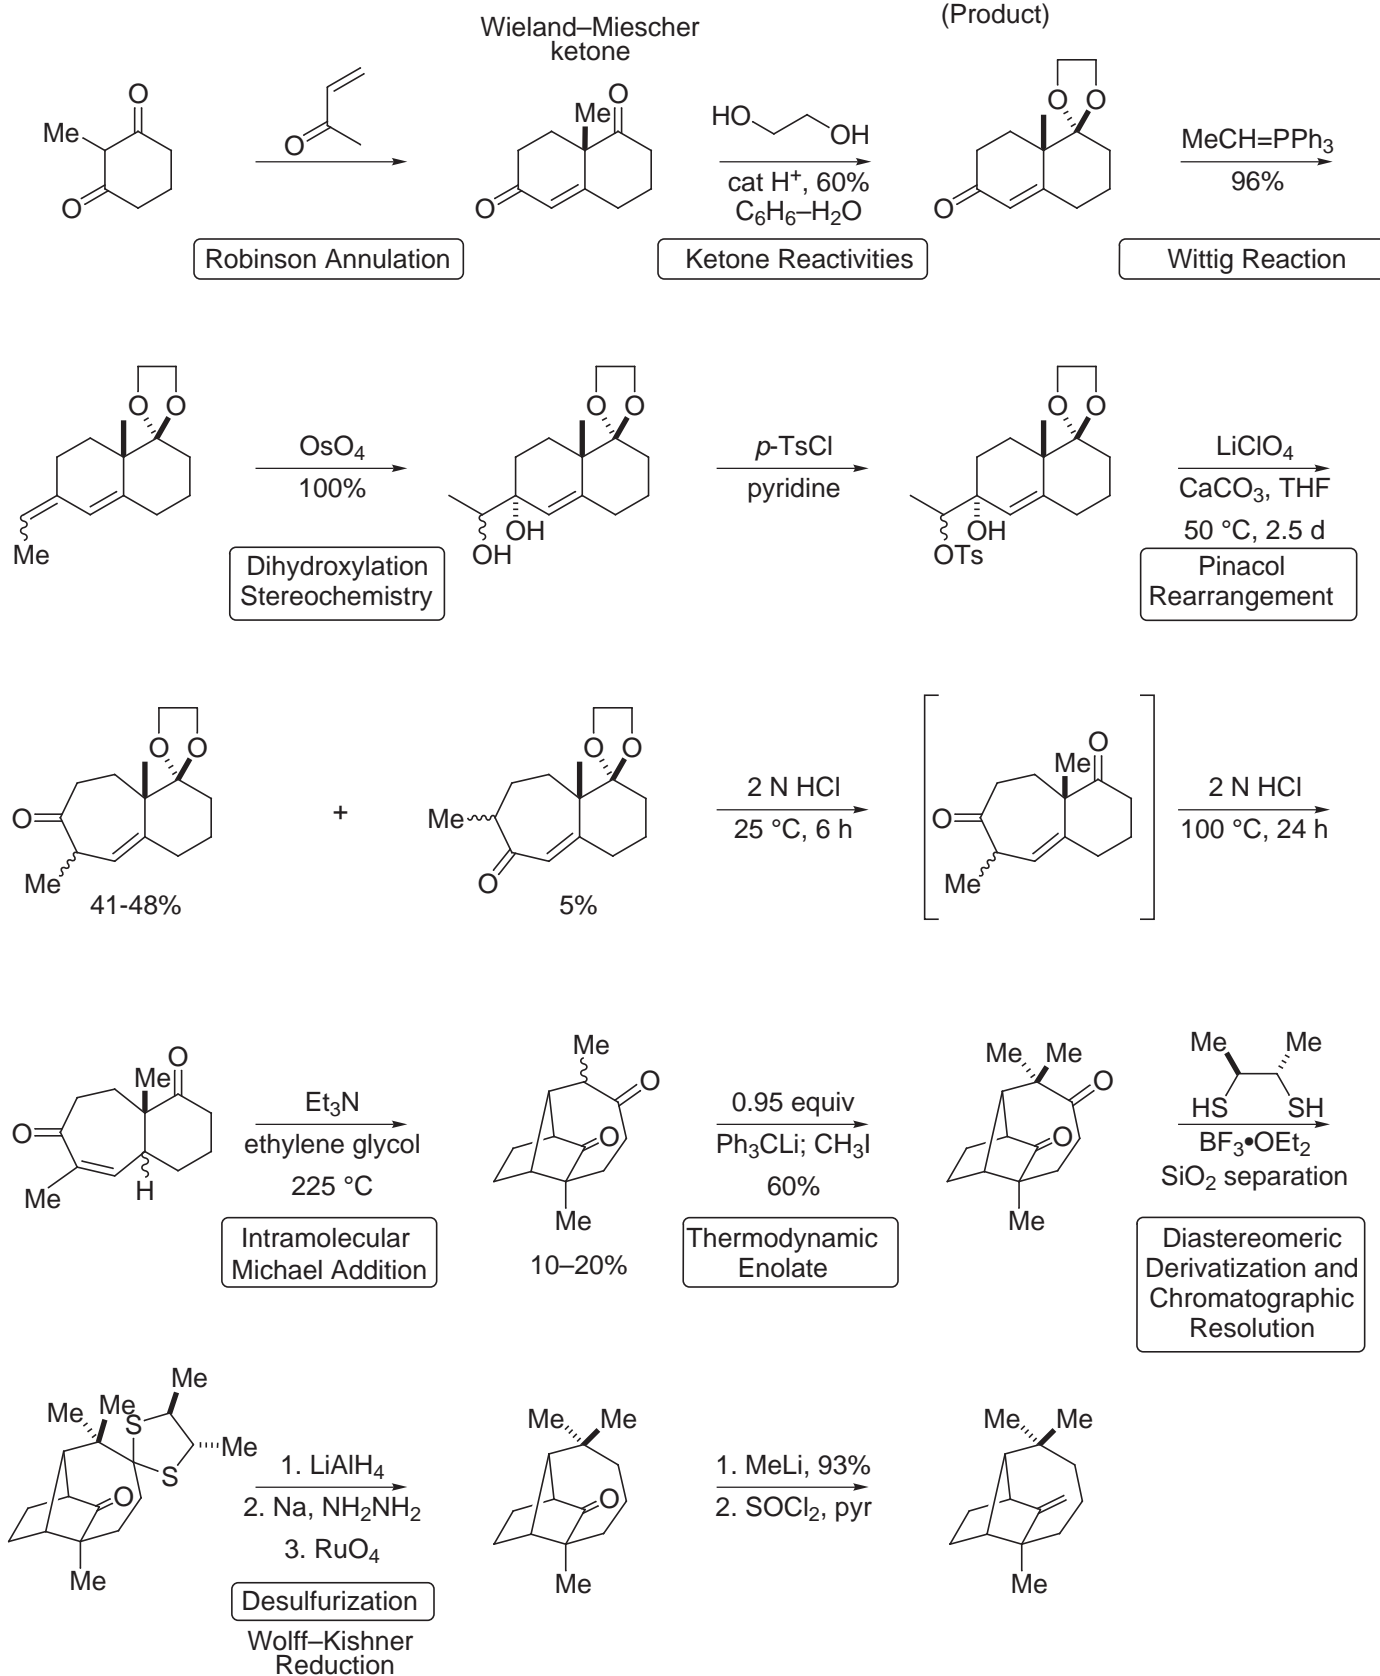 Wieland–Miescher
ketone
(Product)
O
Me
O
O
Me
O
O
HO
OH
cat H+, 60%
C6H6–H2O
O
O
O
MeCH=PPh3
96%
Robinson Annulation
Ketone Reactivities
Wittig Reaction
O
O
Me
OsO4
100%
Dihydroxylation
Stereochemistry
O
O
OH
OH
p-TsCl
pyridine
O
O
OH
OTs
LiClO4
CaCO3, THF
50 °C, 2.5 d
Pinacol
Rearrangement
O
O
O
Me
41-48%
+
O
O
Me
O
5%
2 N HCl
25 °C, 6 h
O
Me
O
Me
2 N HCl
100 °C, 24 h
O
Me
O
Me
H
Et3N
ethylene glycol
225 °C
Intramolecular
Michael Addition
Me
O
O
Me
10–20%
0.95 equiv
Ph3CLi; CH3I
60%
Thermodynamic
Enolate
Me
Me
O
O
Me
Me
Me
HS
SH
BF3•OEt2
SiO2 separation
Diastereomeric
Derivatization and
Chromatographic
Resolution
Me
Me
Me
S
Me
S
O
Me
1. LiAlH4
2. Na, NH2NH2
3. RuO4
Desulfurization
Wolff–Kishner
Reduction
Me
Me
O
Me
1. MeLi, 93%
2. SOCl2, pyr
Me
Me
Me